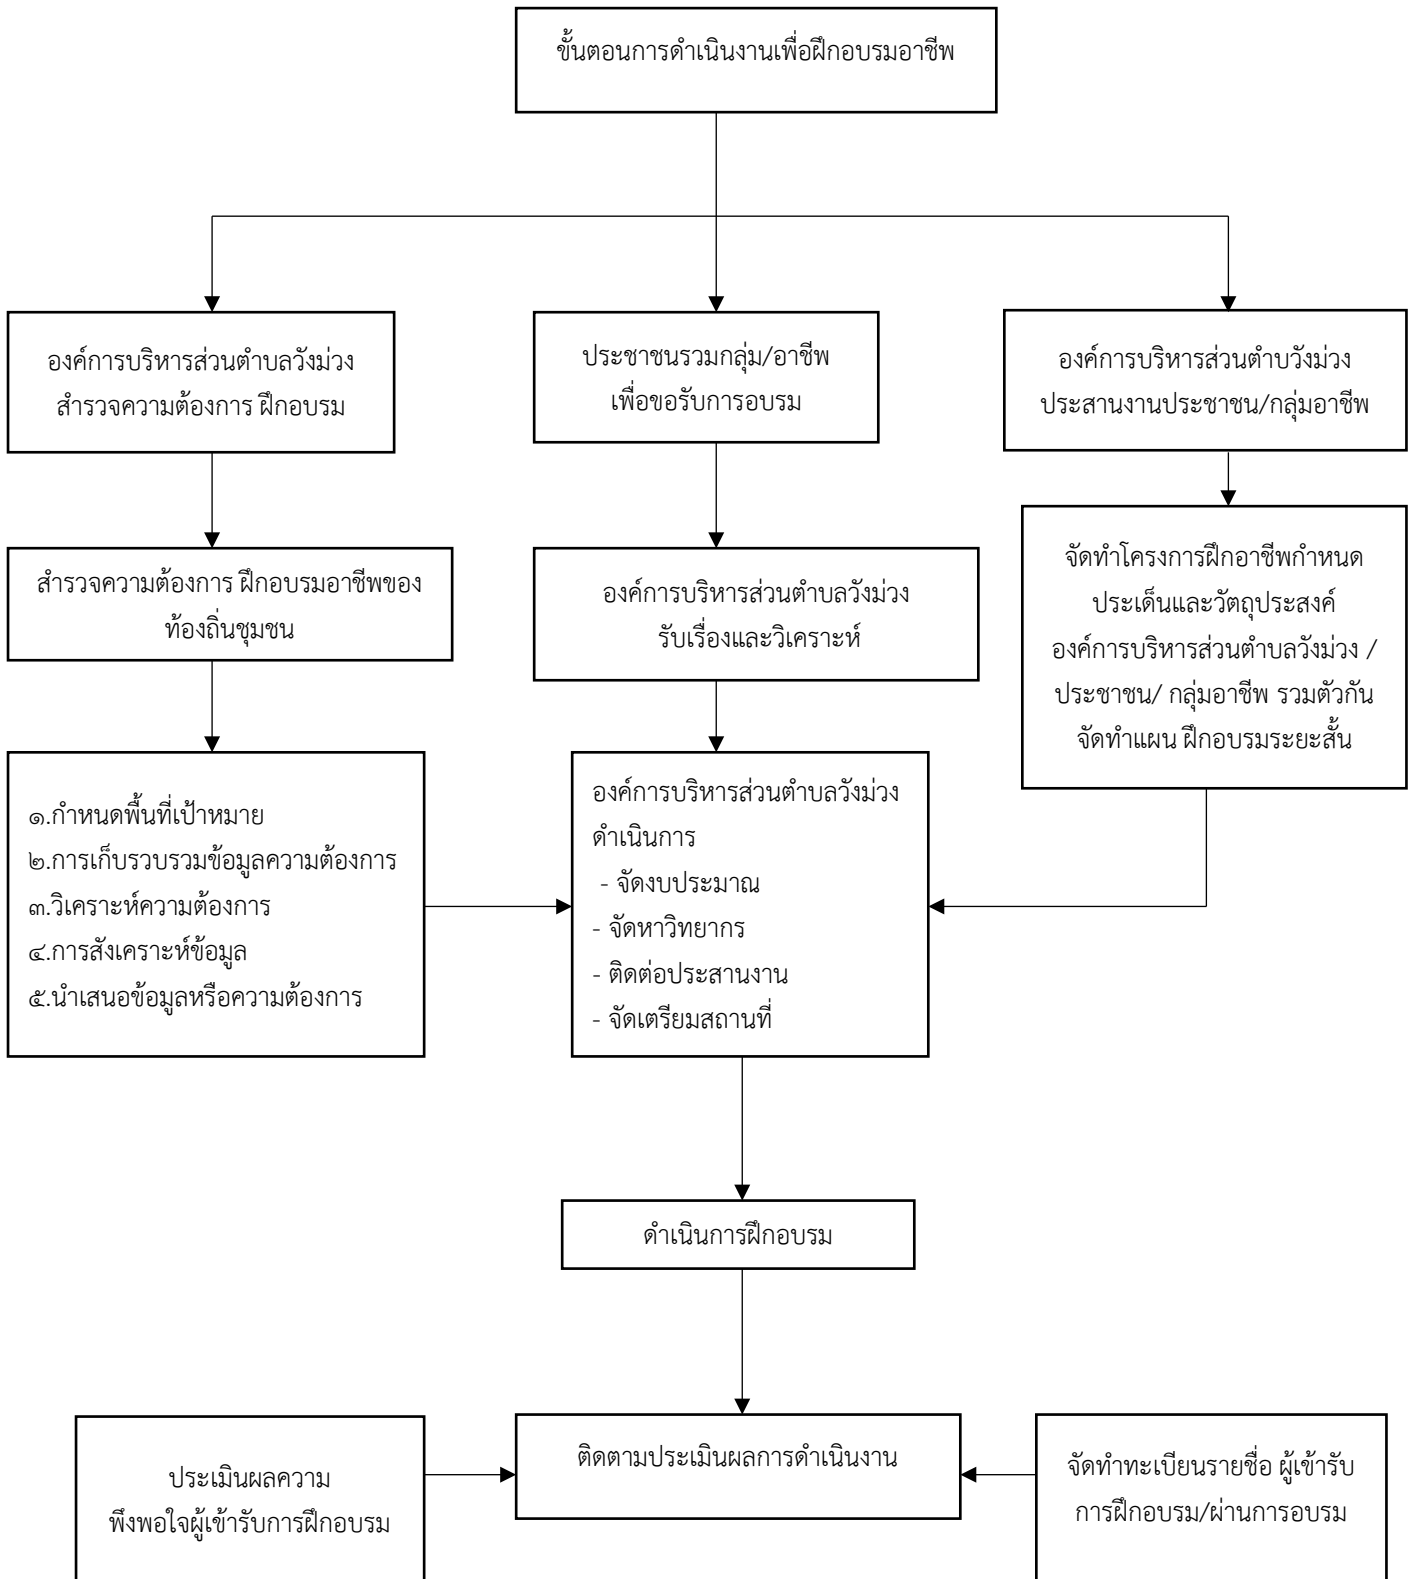 ขั้นตอนการดำเนินงานเพื่อฝึกอบรมอาชีพ
องค์การบริหารส่วนตำบลวังม่วง
สำรวจความต้องการ ฝึกอบรม
ประชาชนรวมกลุ่ม/อาชีพ
เพื่อขอรับการอบรม
องค์การบริหารส่วนตำบวังม่วง
ประสานงานประชาชน/กลุ่มอาชีพ
สำรวจความต้องการ ฝึกอบรมอาชีพของ
ท้องถิ่นชุมชน
องค์การบริหารส่วนตำบลวังม่วง
รับเรื่องและวิเคราะห์
จัดทำโครงการฝึกอาชีพกำหนด
ประเด็นและวัตถุประสงค์
องค์การบริหารส่วนตำบลวังม่วง /
ประชาชน/ กลุ่มอาชีพ รวมตัวกัน
จัดทำแผน ฝึกอบรมระยะสั้น
๑.กำหนดพื้นที่เป้าหมาย
๒.การเก็บรวบรวมข้อมูลความต้องการ
๓.วิเคราะห์ความต้องการ
๔.การสังเคราะห์ข้อมูล
๕.นำเสนอข้อมูลหรือความต้องการ
องค์การบริหารส่วนตำบลวังม่วง
ดำเนินการ
- จัดงบประมาณ
- จัดหาวิทยากร
- ติดต่อประสานงาน
- จัดเตรียมสถานที่
ดำเนินการฝึกอบรม
ประเมินผลความ
พึงพอใจผู้เข้ารับการฝึกอบรม
ติดตามประเมินผลการดำเนินงาน
จัดทำทะเบียนรายชื่อ ผู้เข้ารับ
การฝึกอบรม/ผ่านการอบรม